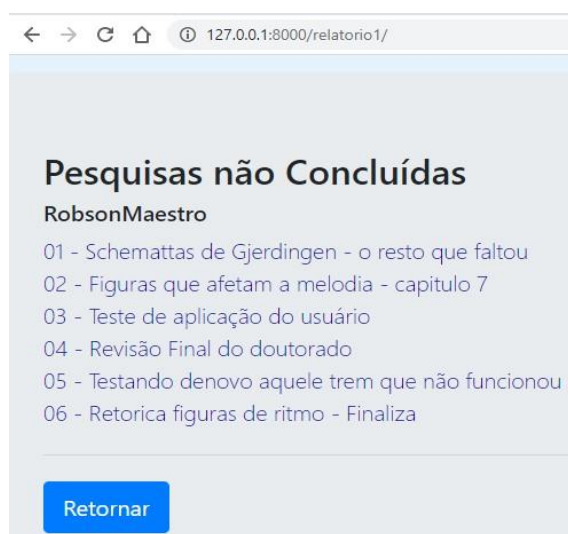 127.0.0.1:8000/relatorio1/
Pesquisas não Concluídas
RobsonMaestro
01 - Schemattas de Gjerdingen - o resto que faltou
02 - Figuras que afetam a melodia - capitulo 7
03 - Teste de aplicação do usuário
04 - Revisão Final do doutorado
05 - Testando denovo aquele trem que não funcionou
06 - Retorica figuras de ritmo - Finaliza
Retornar